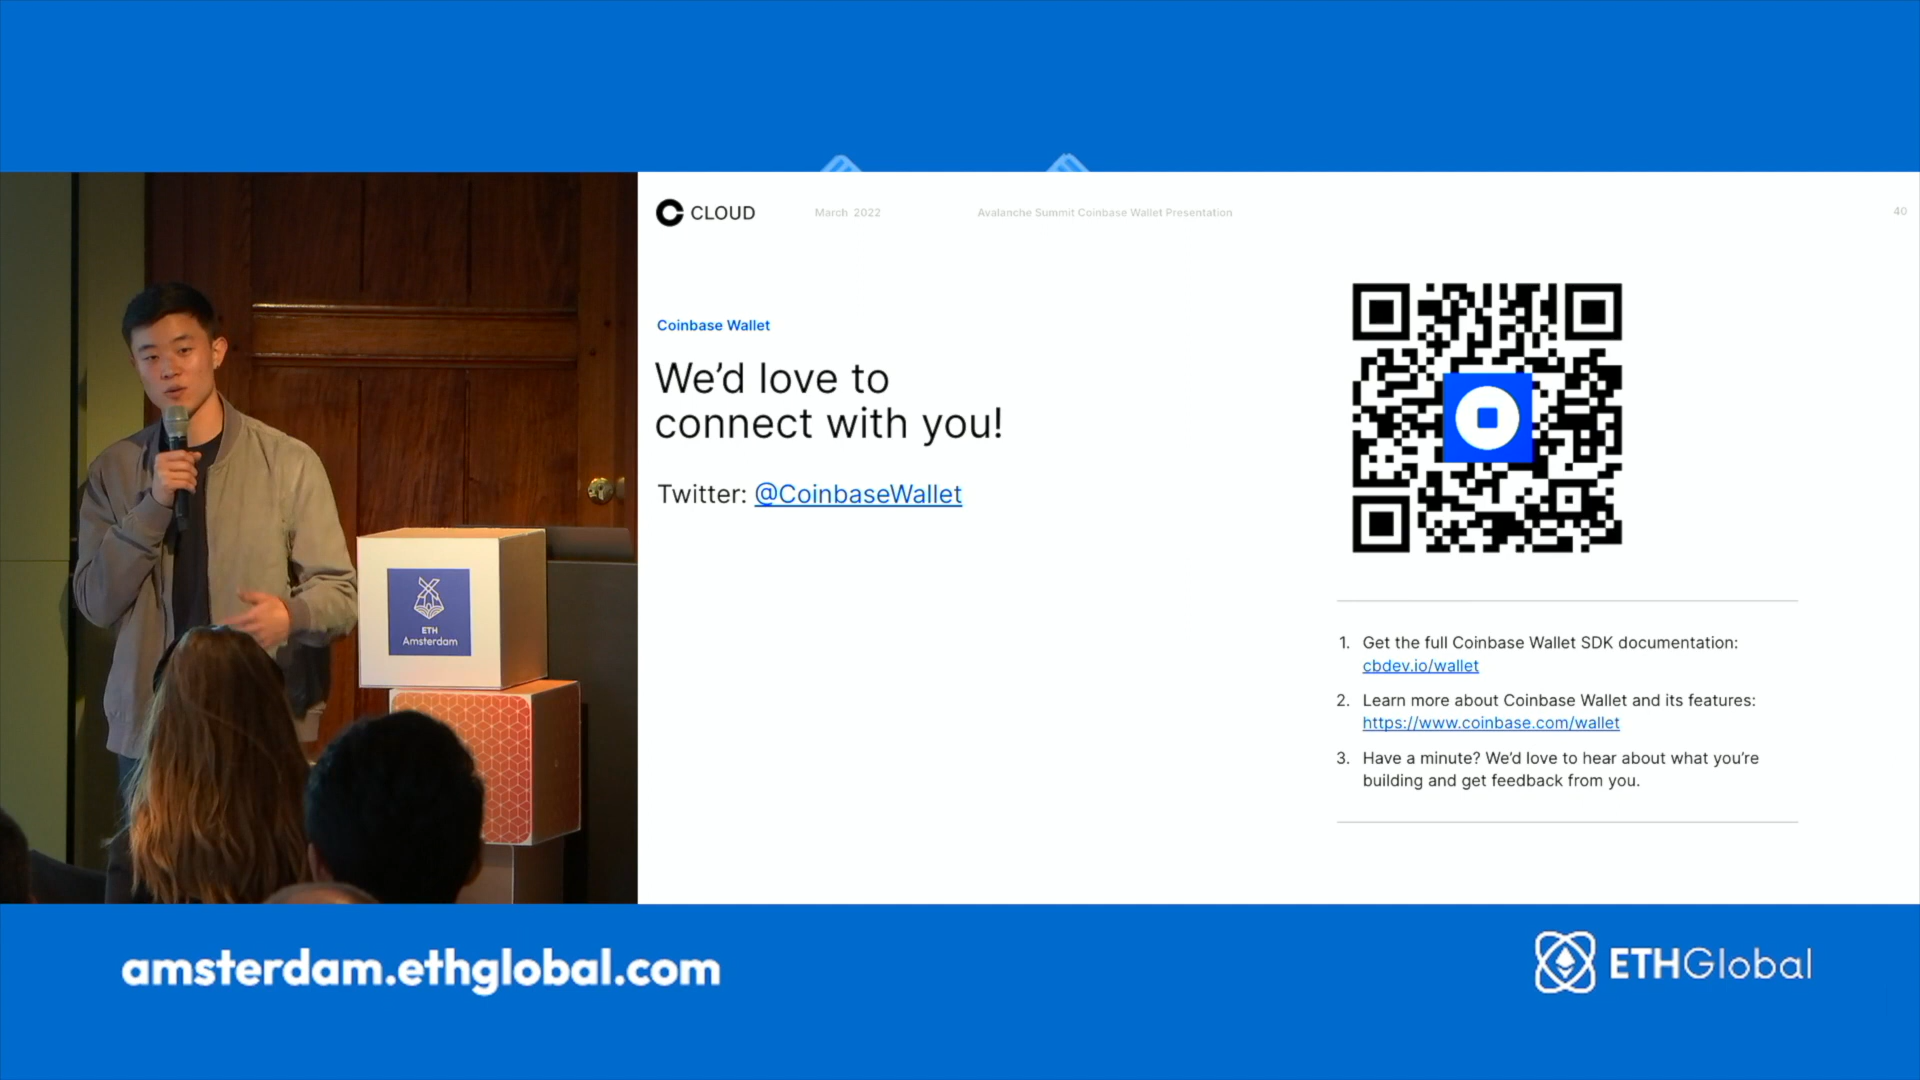 CLOUD
March 2022
Avalanche Summit Coinbase Wallet Presentation
40
Coinbase Wallet
We’d love to
connect with you!
Twitter: @CoinbaseWallet
1. Get the full Coinbase Wallet SDK documentation:
cbdev.io/wallet
2. Learn more about Coinbase Wallet and its features:
https://www.coinbase.com/wallet
3. Have a minute? We’d love to hear about what you’re
building and get feedback from you.
ETH
Amsterdam
amsterdam.ethglobal.com
ETHGlobal